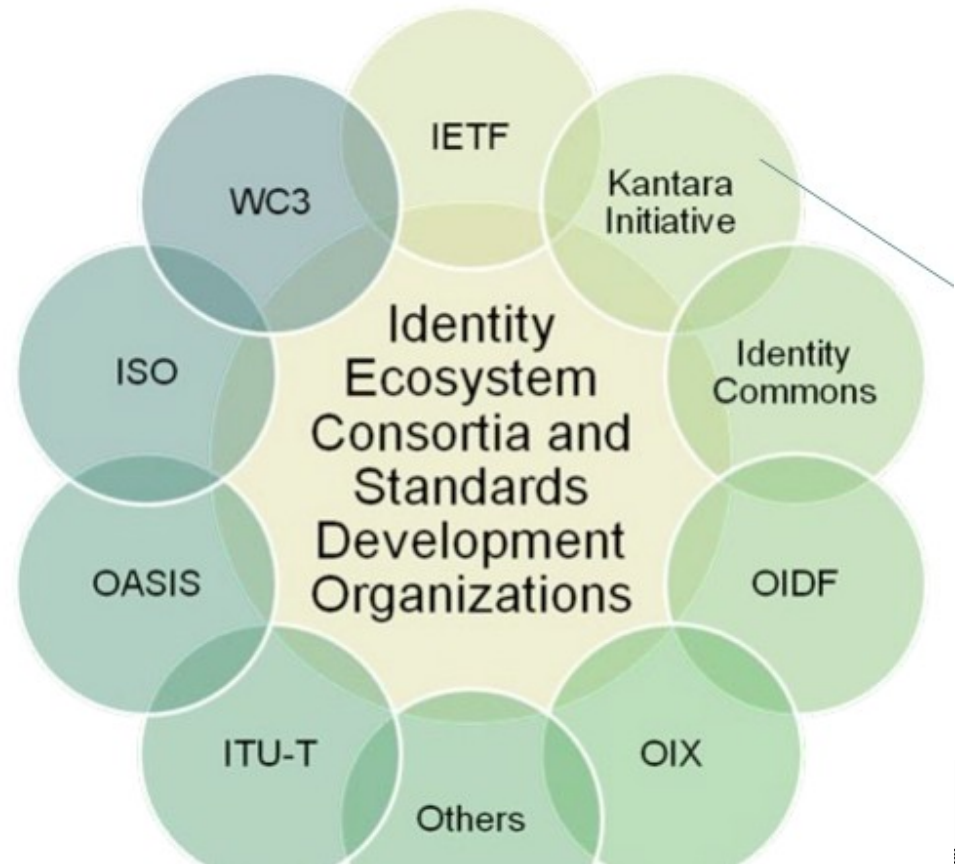 IETF
Kantara
Initiative
Identity
Commons
OIDF
OIX
Others
ITU-T
OASIS
ISO
WC3
Identity
Ecosystem
Consortia and
Standards
Development
Organizations